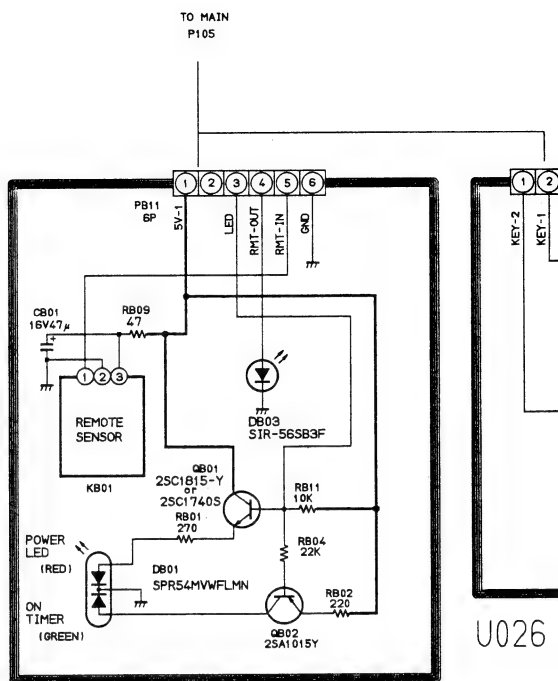 TO MAIN
P105
1 2 3 4 5 6
1 2
PB11
6P
5V-1
LED
RMT-OUT
RMT-IN
GND
KEY-2
KEY-1
CB01
16V47μ
+
RB09
47
1 2 3
REMOTE
SENSOR
KB01
DB03
SIR-56SB3F
QB01
2SC1815-Y
or
2SC1740S
RB11
10K
RB01
270
RB04
22K
POWER
LED
(RED)
DB01
SPR54MVWFLMN
ON
TIMER
(GREEN)
RB02
220
QB02
2SA1015Y
U026